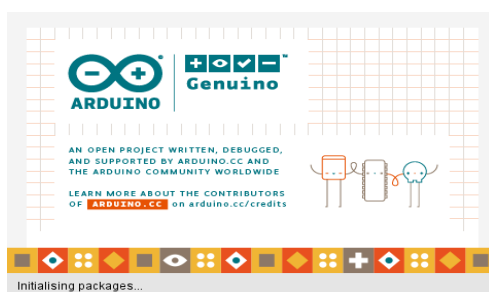 ARDUINO
Genuino™
AN OPEN PROJECT WRITTEN, DEBUGGED,
AND SUPPORTED BY ARDUINO.CC AND
THE ARDUINO COMMUNITY WORLDWIDE
LEARN MORE ABOUT THE CONTRIBUTORS
OF ARDUINO.CC on arduino.cc/credits
Initialising packages...